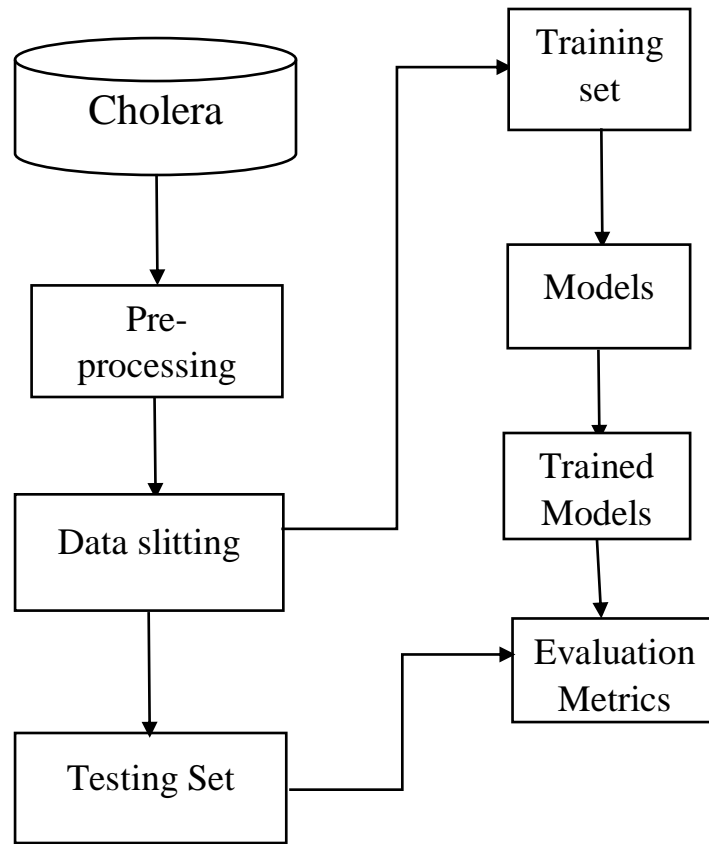 Cholera
Pre-
processing
Data slitting
Testing Set
Training
set
Models
Trained
Models
Evaluation
Metrics